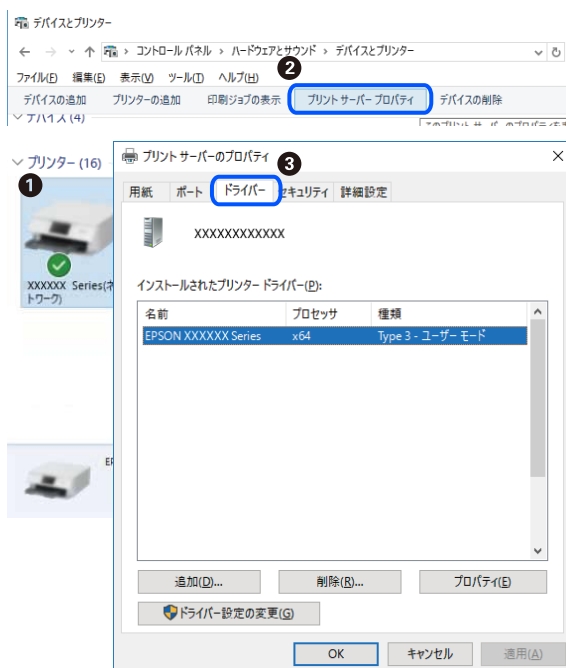 デバイスとプリンター
コントロール パネル › ハードウェアとサウンド › デバイスとプリンター
ファイル(F) 編集(E) 表示(V) ツール(T) ヘルプ(H)
2
デバイスの追加 プリンターの追加 印刷ジョブの表示 プリント サーバー プロパティ デバイスの削除
デバイス (4)
プリンター (16)
1
XXXXXX Series(ネ
トワーク)
プリント サーバーのプロパティ
3
用紙 ポート ドライバー セキュリティ 詳細設定
XXXXXXXXXXXX
インストールされたプリンター ドライバー(P):
名前 プロセッサ 種類
EPSON XXXXXX Series x64 Type 3 - ユーザー モード
追加(D)... 削除(R)... プロパティ(E)
ドライバー設定の変更(G)
OK キャンセル 適用(A)